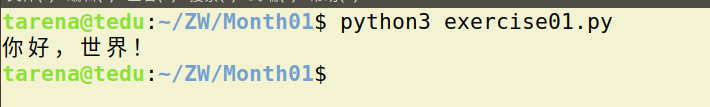 tarena@tedu:~/ZW/Month01$ python3 exercise01.py
你好，世界！
tarena@tedu:~/ZW/Month01$